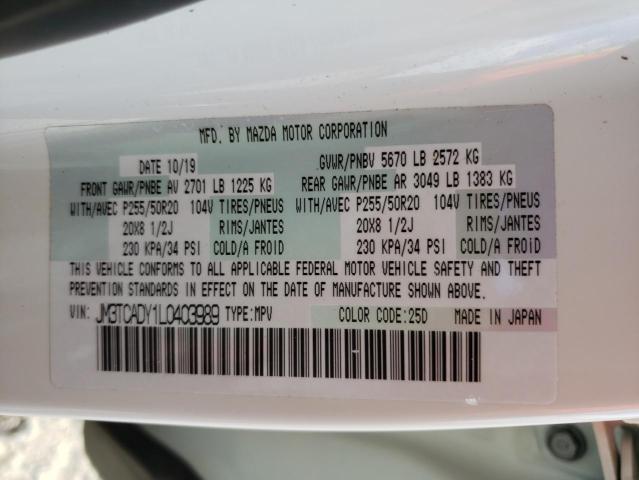 MFD. BY MAZDA MOTOR CORPORATION
DATE 10/19 GVWR/PNBV 5670 LB 2572 KG
FRONT GAWR/PNBE AV 2701 LB 1225 KG REAR GAWR/PNBE AR 3049 LB 1383 KG
WITH/AVEC P255/50R20 104V TIRES/PNEUS WITH/AVEC P255/50R20 104V TIRES/PNEUS
20X8 1/2J RIMS/JANTES 20X8 1/2J RIMS/JANTES
230 KPA/34 PSI COLD/A FROID 230 KPA/34 PSI COLD/A FROID
THIS VEHICLE CONFORMS TO ALL APPLICABLE FEDERAL MOTOR VEHICLE SAFETY AND THEFT
PREVENTION STANDARDS IN EFFECT ON THE DATE OF MANUFACTURE SHOWN ABOVE.
VIN: JM3TCADY1L0403989 TYPE:MPV COLOR CODE:25D MADE IN JAPAN